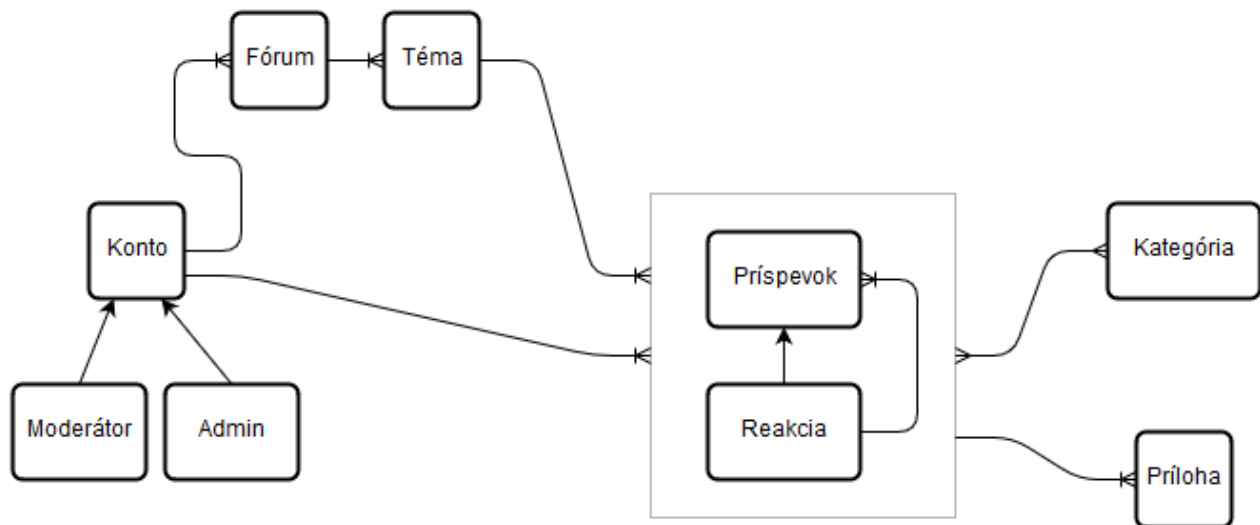 Fórum
Téma
Konto
Príspevok
Kategória
Moderátor
Admin
Reakcia
Príloha